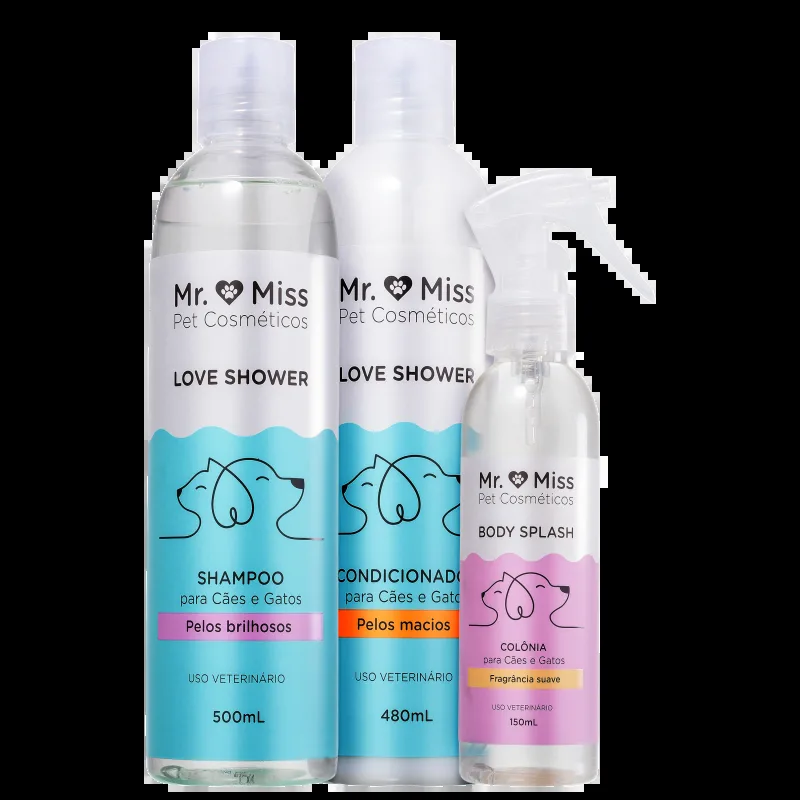 Mr. Miss
Pet Cosméticos
LOVE SHOWER
SHAMPOO
para Cães e Gatos
Pelos brilhosos
USO VETERINÁRIO
500mL
Mr. Miss
Pet Cosméticos
LOVE SHOWER
CONDICIONADO
para Cães e Gato
Pelos macios
USO VETERINÁRIO
480mL
Mr. Miss
Pet Cosméticos
BODY SPLASH
COLÔNIA
para Cães e Gatos
Fragrância suave
USO VETERINÁRIO
150mL